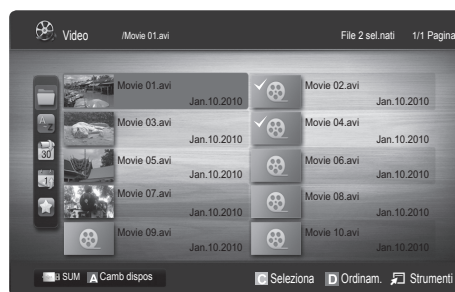 Video /Movie 01.avi File 2 sel.nati 1/1 Pagina
Movie 01.avi Movie 02.avi
Jan.10.2010 Jan.10.2010
Movie 03.avi Movie 04.avi
Jan.10.2010 Jan.10.2010
Movie 05.avi Movie 06.avi
Jan.10.2010 Jan.10.2010
Movie 07.avi Movie 08.avi
Jan.10.2010 Jan.10.2010
Movie 09.avi Movie 10.avi
Jan.10.2010 Jan.10.2010
SUM A Camb dispos C Seleziona D Ordinam. Strumenti